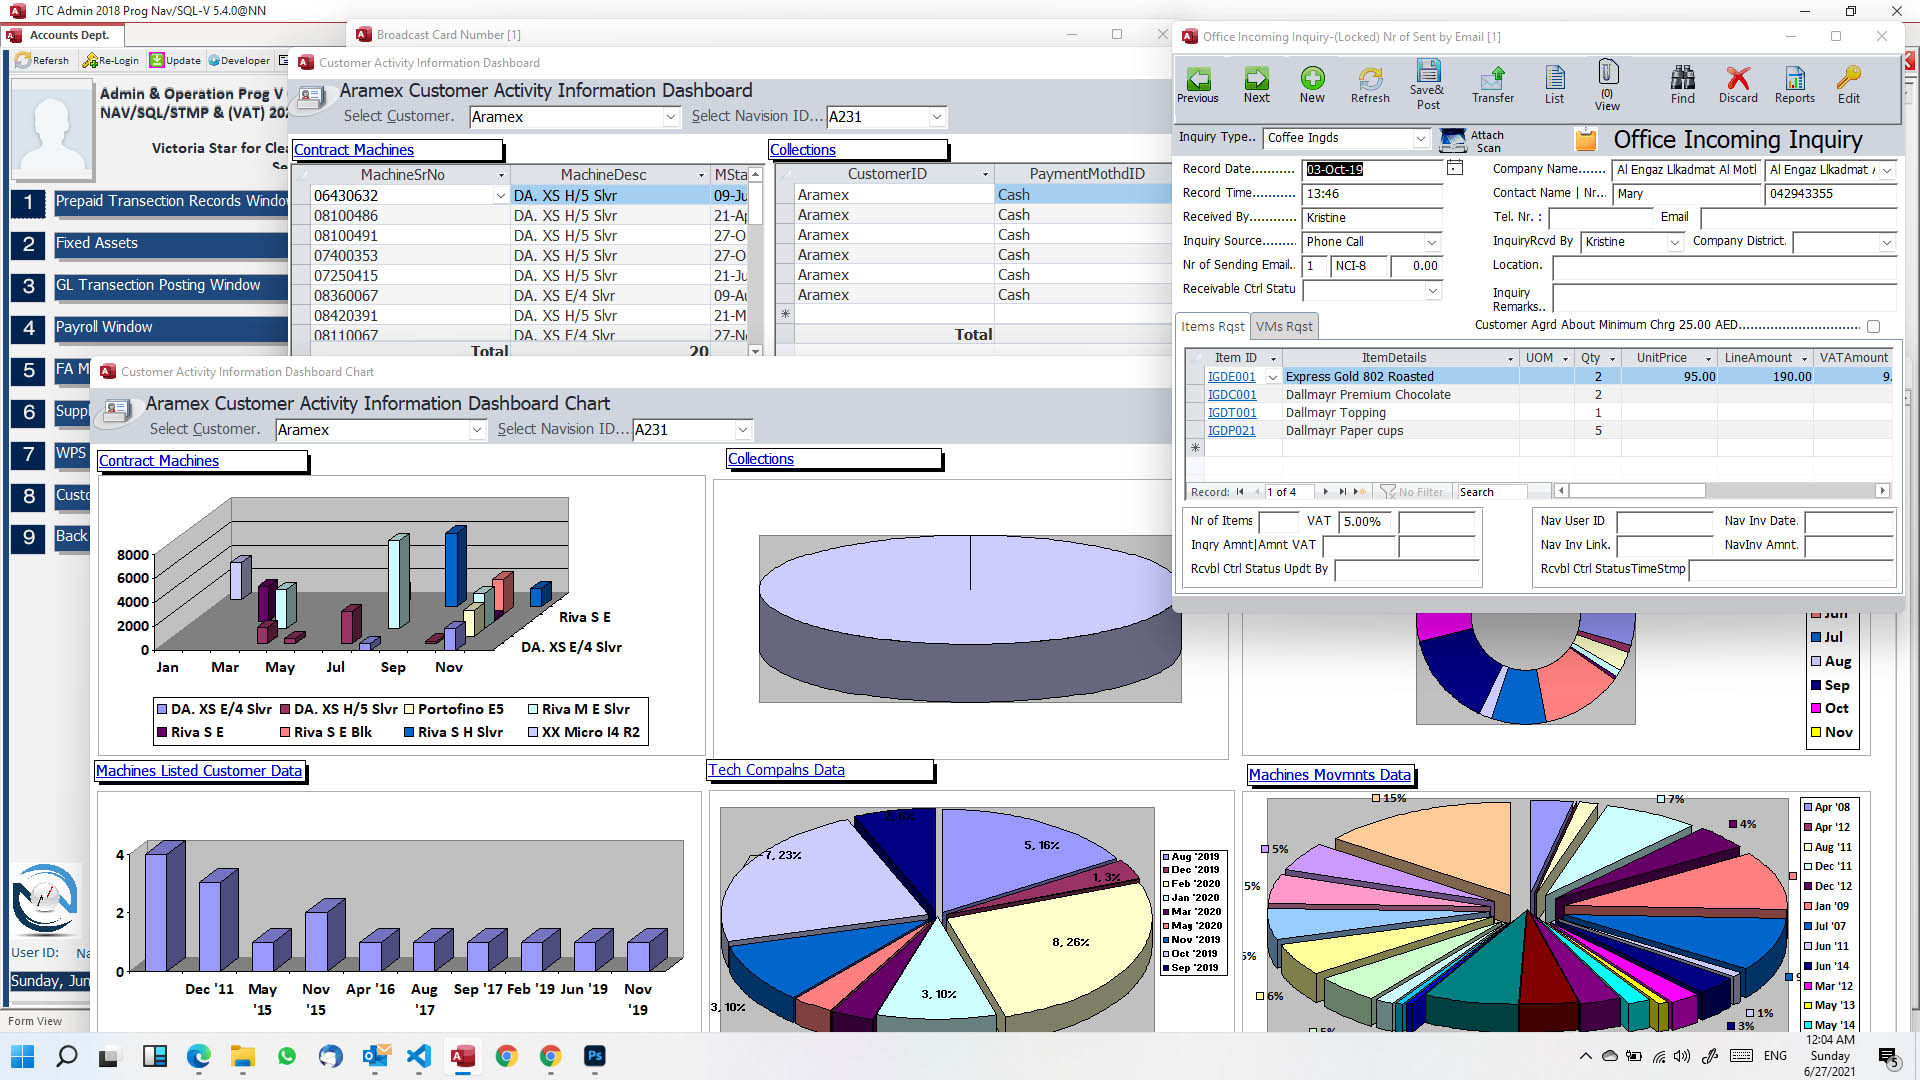 JTC Admin 2018 Prog Nav/SQL-V 5.4.0@NN
Accounts Dept.
Refersh
Re-Login
Update
Developer
Admin & Operation Prog V
NAV/SQL/STMP & (VAT) 202
Victoria Star for Clea
1 Prepaid Transection Records Windo
2 Fixed Assets
3 GL Transection Posting Window
4 Payroll Window
5 FA M
6 Suppl
7 WPS
8 Custo
9 Back
User ID: Na
Sunday, Jun
Form View
Broadcast Card Number [1]
Customer Activity Information Dashboard
Aramex Customer Activity Information Dashboard
Select Customer. Aramex Select Navision ID... A231
Contract Machines
MachineSrNo MachineDesc MSta
06430632 DA. XS H/5 Slvr 09-Ju
08100486 DA. XS H/5 Slvr 21-Ap
08100491 DA. XS H/5 Slvr 27-O
07400353 DA. XS H/5 Slvr 27-O
07250415 DA. XS H/5 Slvr 21-Ju
08360067 DA. XS E/4 Slvr 09-Au
08420391 DA. XS H/5 Slvr 21-M
08110067 DA. XS E/4 Slvr 27-N
Total 20
Collections
CustomerID PaymentMothdID
Aramex Cash
Aramex Cash
Aramex Cash
Aramex Cash
Aramex Cash
Aramex Cash
Total
Customer Activity Information Dashboard Chart
Aramex Customer Activity Information Dashboard Chart
Select Customer. Aramex Select Navision ID... A231
Contract Machines
8000
6000
4000
2000
0
Jan Mar May Jul Sep Nov
Riva S E
DA. XS E/4 Slvr
DA. XS E/4 Slvr DA. XS H/5 Slvr Portofino E5 Riva M E Slvr
Riva S E Riva S E Blk Riva S H Slvr XX Micro I4 R2
Collections
Jun
Jul
Aug
Sep
Oct
Nov
Machines Listed Customer Data
4
2
0
Dec '11 May '15 Nov '15 Apr '16 Aug '17 Sep '17 Feb '19 Jun '19 Nov '19
Tech Compalns Data
2, 6%
7, 23%
5, 16%
1, 3%
8, 26%
3, 10%
3, 10%
Aug '2019
Dec '2019
Feb '2020
Jan '2020
Mar '2020
May '2020
Nov '2019
Oct '2019
Sep '2019
Machines Movmnts Data
15%
7%
4%
5%
5%
5%
6%
1%
3%
5%
Apr '08
Apr '12
Aug '11
Dec '11
Dec '12
Jan '09
Jul '07
Jun '11
Jun '14
Mar '12
May '13
May '14
Office Incoming Inquiry-(Locked) Nr of Sent by Email [1]
Previous
Next
New
Refresh
Save& Post
Transfer
List
(0) View
Find
Discard
Reports
Edit
Inquiry Type.. Coffee Ingds
Attach Scan
Office Incoming Inquiry
Record Date........... 03-Oct-19
Record Time........... 13:46
Received By............ Kristine
Inquiry Source........ Phone Call
Nr of Sending Email.. 1 NCI-8 0.00
Receivable Ctrl Statu
Company Name...... Al Engaz Llkadmat Al Motl Al Engaz Llkadmat A
Contact Name | Nr... Mary 042943355
Tel. Nr. : Email
InquiryRcvd By Kristine Company District.
Location.
Inquiry Remarks..
Customer Agrd About Minimum Chrg 25.00 AED
Items Rqst VMs Rqst
Item ID ItemDetails UOM Qty UnitPrice LineAmount VATAmount
IGDE001 Express Gold 802 Roasted 2 95.00 190.00 9.
IGDC001 Dallmayr Premium Chocolate 2
IGDT001 Dallmayr Topping 1
IGDP021 Dallmayr Paper cups 5
Record: 1 of 4 No Filter Search
Nr of Items VAT 5.00%
Inqry Amnt|Amnt VAT
Rcvbl Ctrl Status Updt By
Nav User ID Nav Inv Date.
Nav Inv Link. NavInv Amnt.
Rcvbl Ctrl StatusTimeStmp
ENG
12:04 AM
Sunday
6/27/2021
5